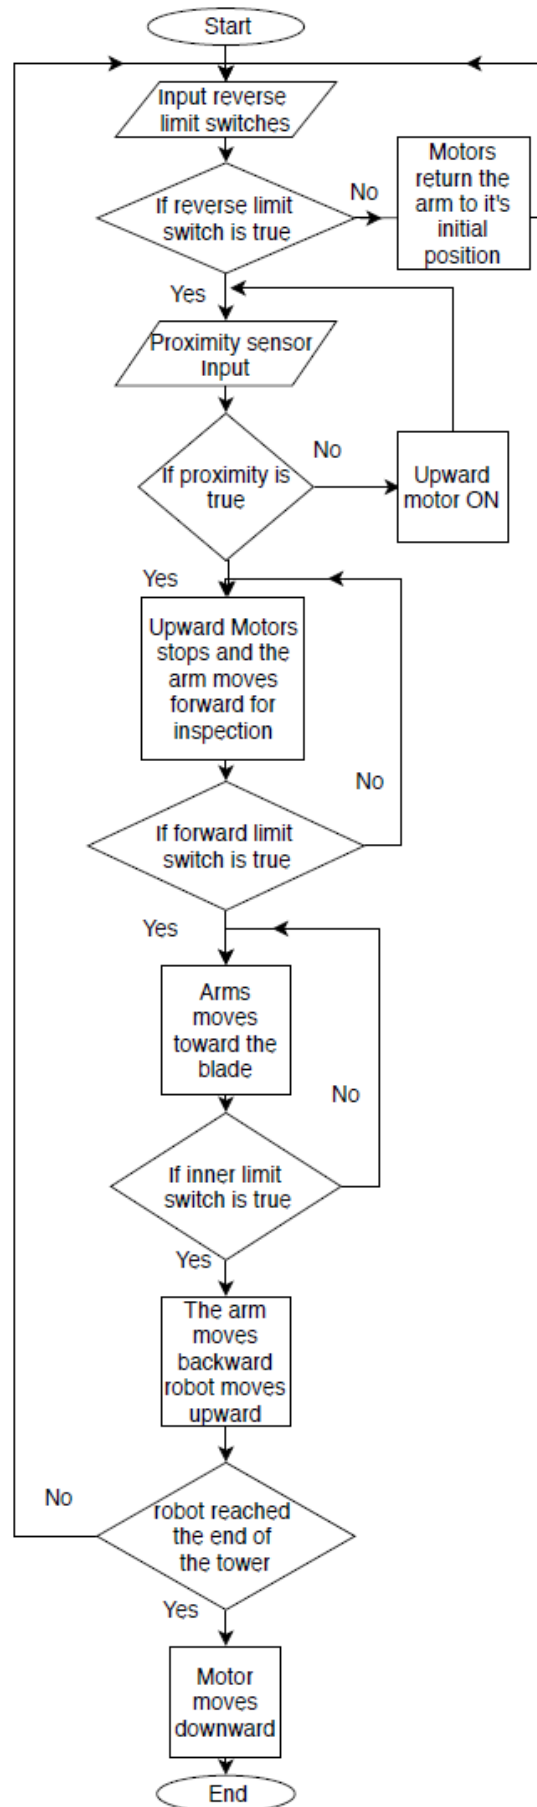 Start
Input reverse
limit switches
If reverse limit
switch is true
No
Motors
return the
arm to it's
initial
position
Yes
Proximity sensor
Input
If proximity is
true
No
Upward
motor ON
Yes
Upward Motors
stops and the
arm moves
forward for
inspection
No
If forward limit
switch is true
Yes
Arms
moves
toward the
blade
No
If inner limit
switch is true
Yes
The arm
moves
backward
robot moves
upward
No
robot reached
the end of
the tower
Yes
Motor
moves
downward
End